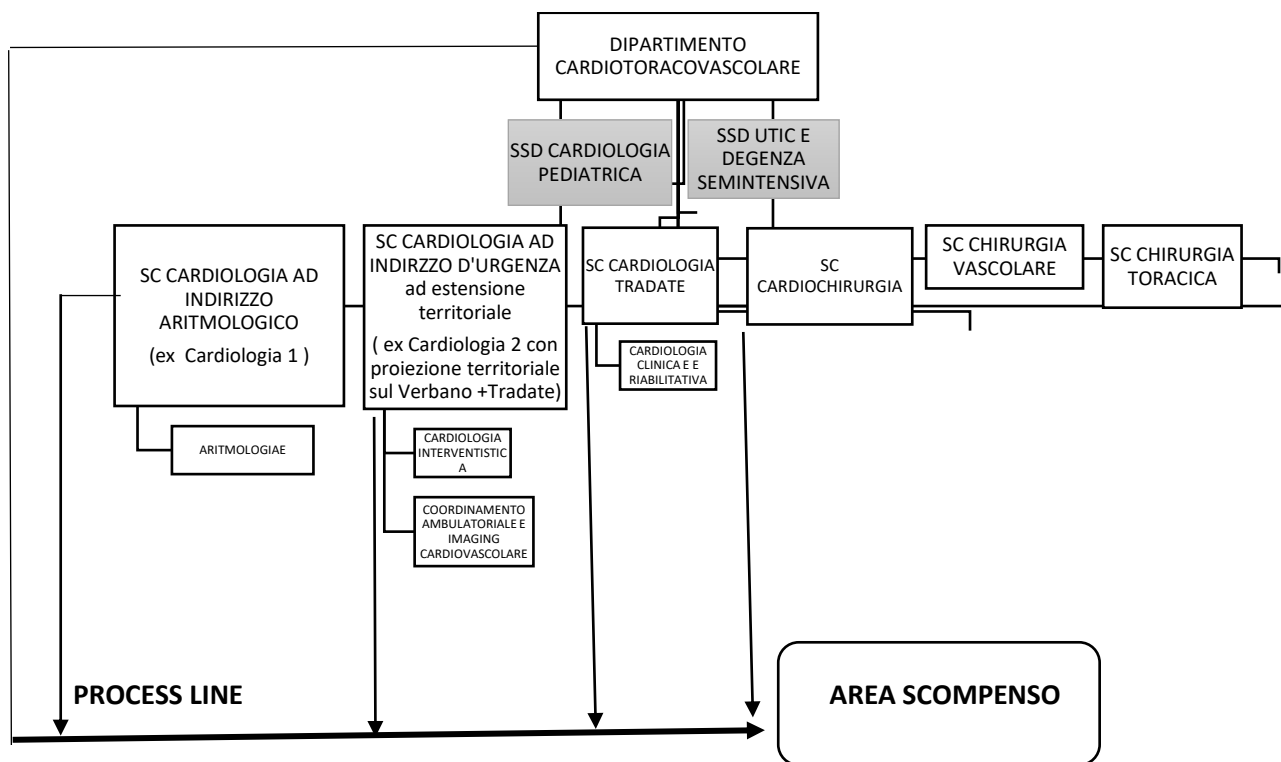 DIPARTIMENTO
CARDIOTORACOVASCOLARE
SSD CARDIOLOGIA
PEDIATRICA
SSD UTIC E
DEGENZA
SEMINTENSIVA
SC CARDIOLOGIA AD
INDIRIZZO
ARITMOLOGICO
(ex Cardiologia 1 )
SC CARDIOLOGIA AD
INDIRZZO D'URGENZA
ad estensione
territoriale
( ex Cardiologia 2 con
proiezione territoriale
sul Verbano +Tradate)
SC CARDIOLOGIA
TRADATE
SC
CARDIOCHIRURGIA
SC CHIRURGIA
VASCOLARE
SC CHIRURGIA
TORACICA
ARITMOLOGIAE
CARDIOLOGIA
INTERVENTISTIC
A
COORDINAMENTO
AMBULATORIALE E
IMAGING
CARDIOVASCOLARE
CARDIOLOGIA
CLINICA E E
RIABILITATIVA
PROCESS LINE
AREA SCOMPENSO